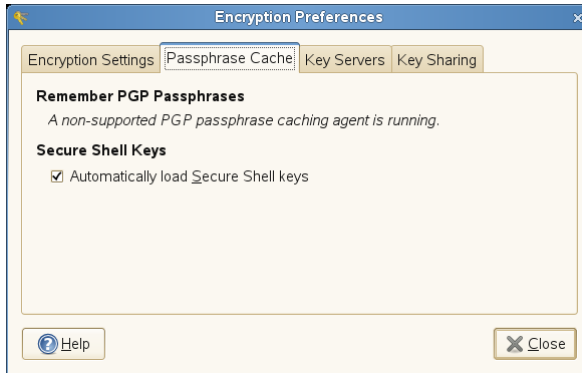 Encryption Preferences
Encryption Settings
Passphrase Cache
Key Servers
Key Sharing
Remember PGP Passphrases
A non-supported PGP passphrase caching agent is running.
Secure Shell Keys
Automatically load Secure Shell keys
Help
Close